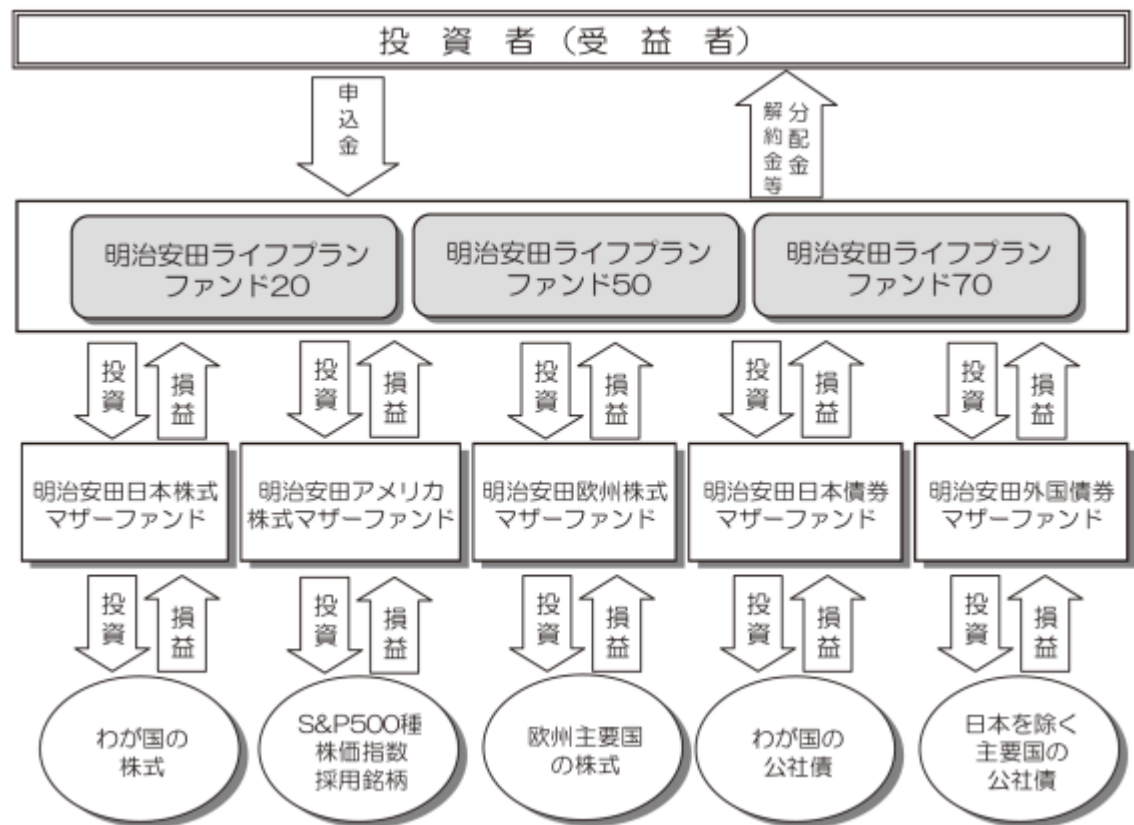 投資者（受益者）
申込金
分配金
解約金等
明治安田ライフプラン
ファンド20
明治安田ライフプラン
ファンド50
明治安田ライフプラン
ファンド70
投資
損益
投資
損益
投資
損益
投資
損益
投資
損益
明治安田日本株式
マザーファンド
明治安田アメリカ
株式マザーファンド
明治安田欧州株式
マザーファンド
明治安田日本債券
マザーファンド
明治安田外国債券
マザーファンド
投資
損益
投資
損益
投資
損益
投資
損益
投資
損益
わが国の
株式
S&P500種
株価指数
採用銘柄
欧州主要国
の株式
わが国の
公社債
日本を除く
主要国の
公社債